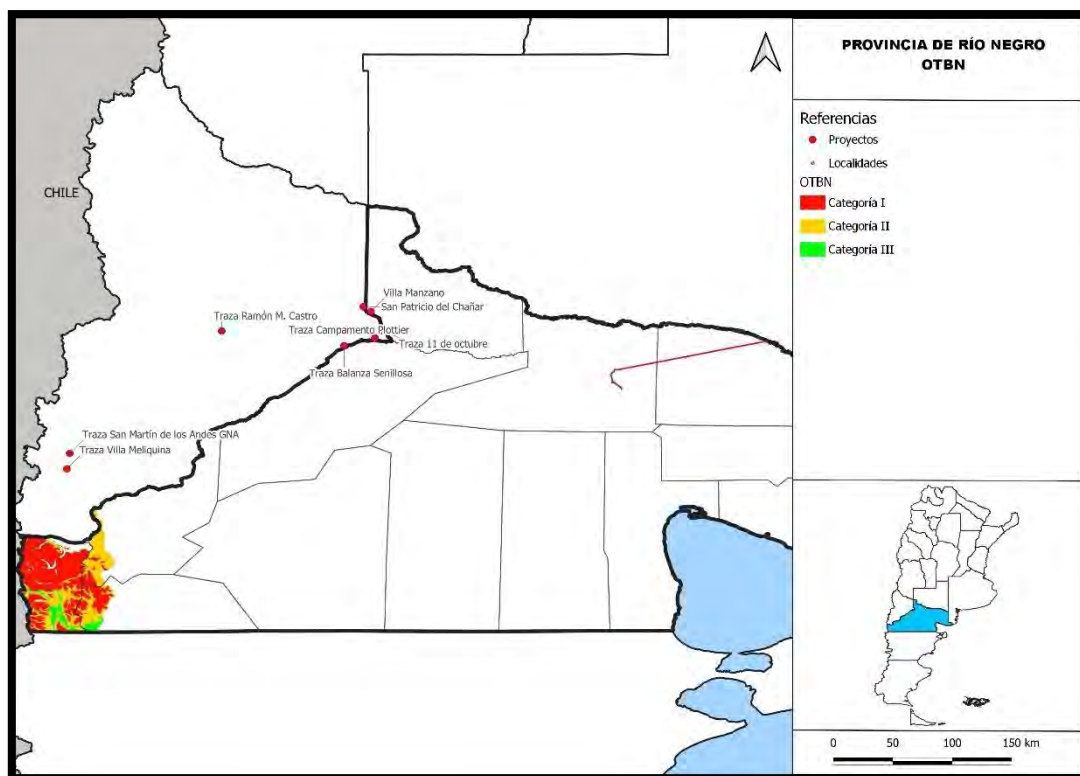 PROVINCIA DE RÍO NEGRO
OTBN
Referencias
Proyectos
Localidades
OTBN
Categoría I
Categoría II
Categoría III
CHILE
Villa Manzano
San Patricio del Chañar
Traza Ramón M. Castro
Traza Campamento Plottier
Traza 11 de octubre
Traza Balanza Senillosa
Traza San Martín de los Andes GNA
Traza Villa Meliquina
0 50 100 150 km